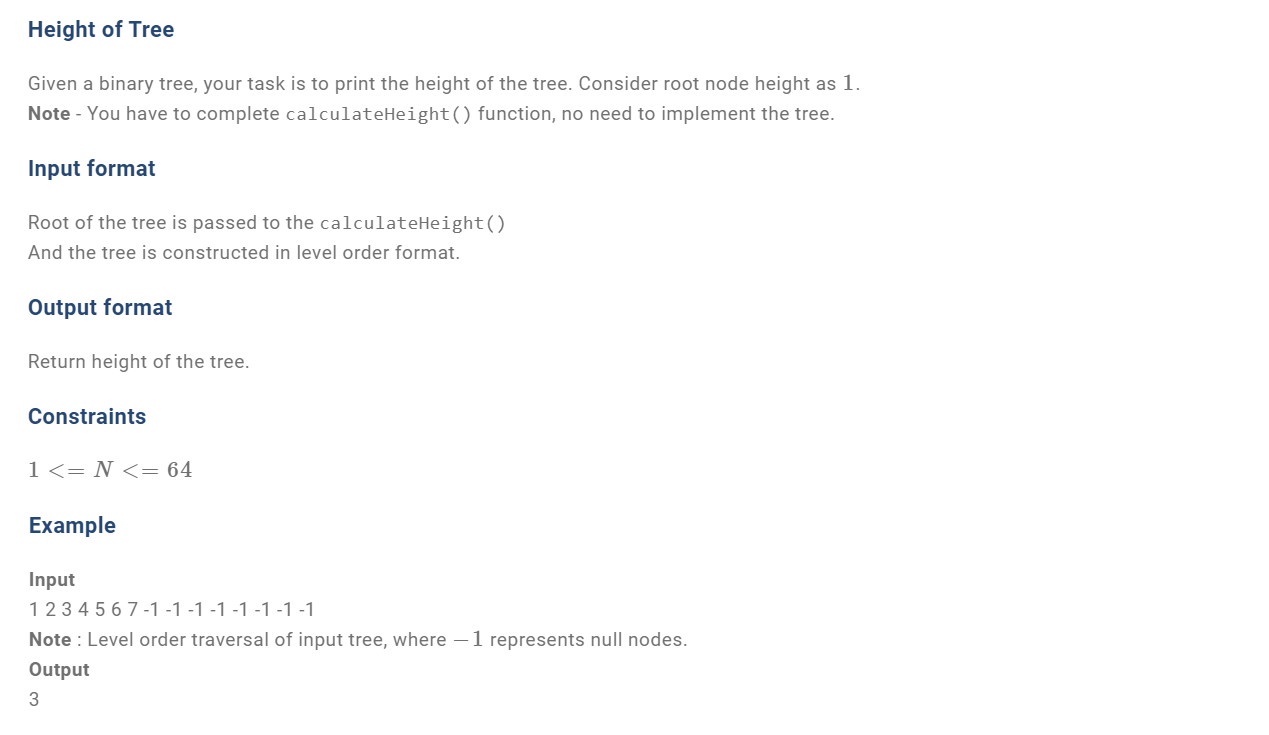 Height of Tree
Given a binary tree, your task is to print the height of the tree. Consider root node height as 1.
Note - You have to complete calculateHeight() function, no need to implement the tree.
Input format
Root of the tree is passed to the calculateHeight()
And the tree is constructed in level order format.
Output format
Return height of the tree.
Constraints
1 <= N <= 64
Example
Input
1 2 3 4 5 6 7 -1 -1 -1 -1 -1 -1 -1 -1
Note : Level order traversal of input tree, where −1 represents null nodes.
Output
3